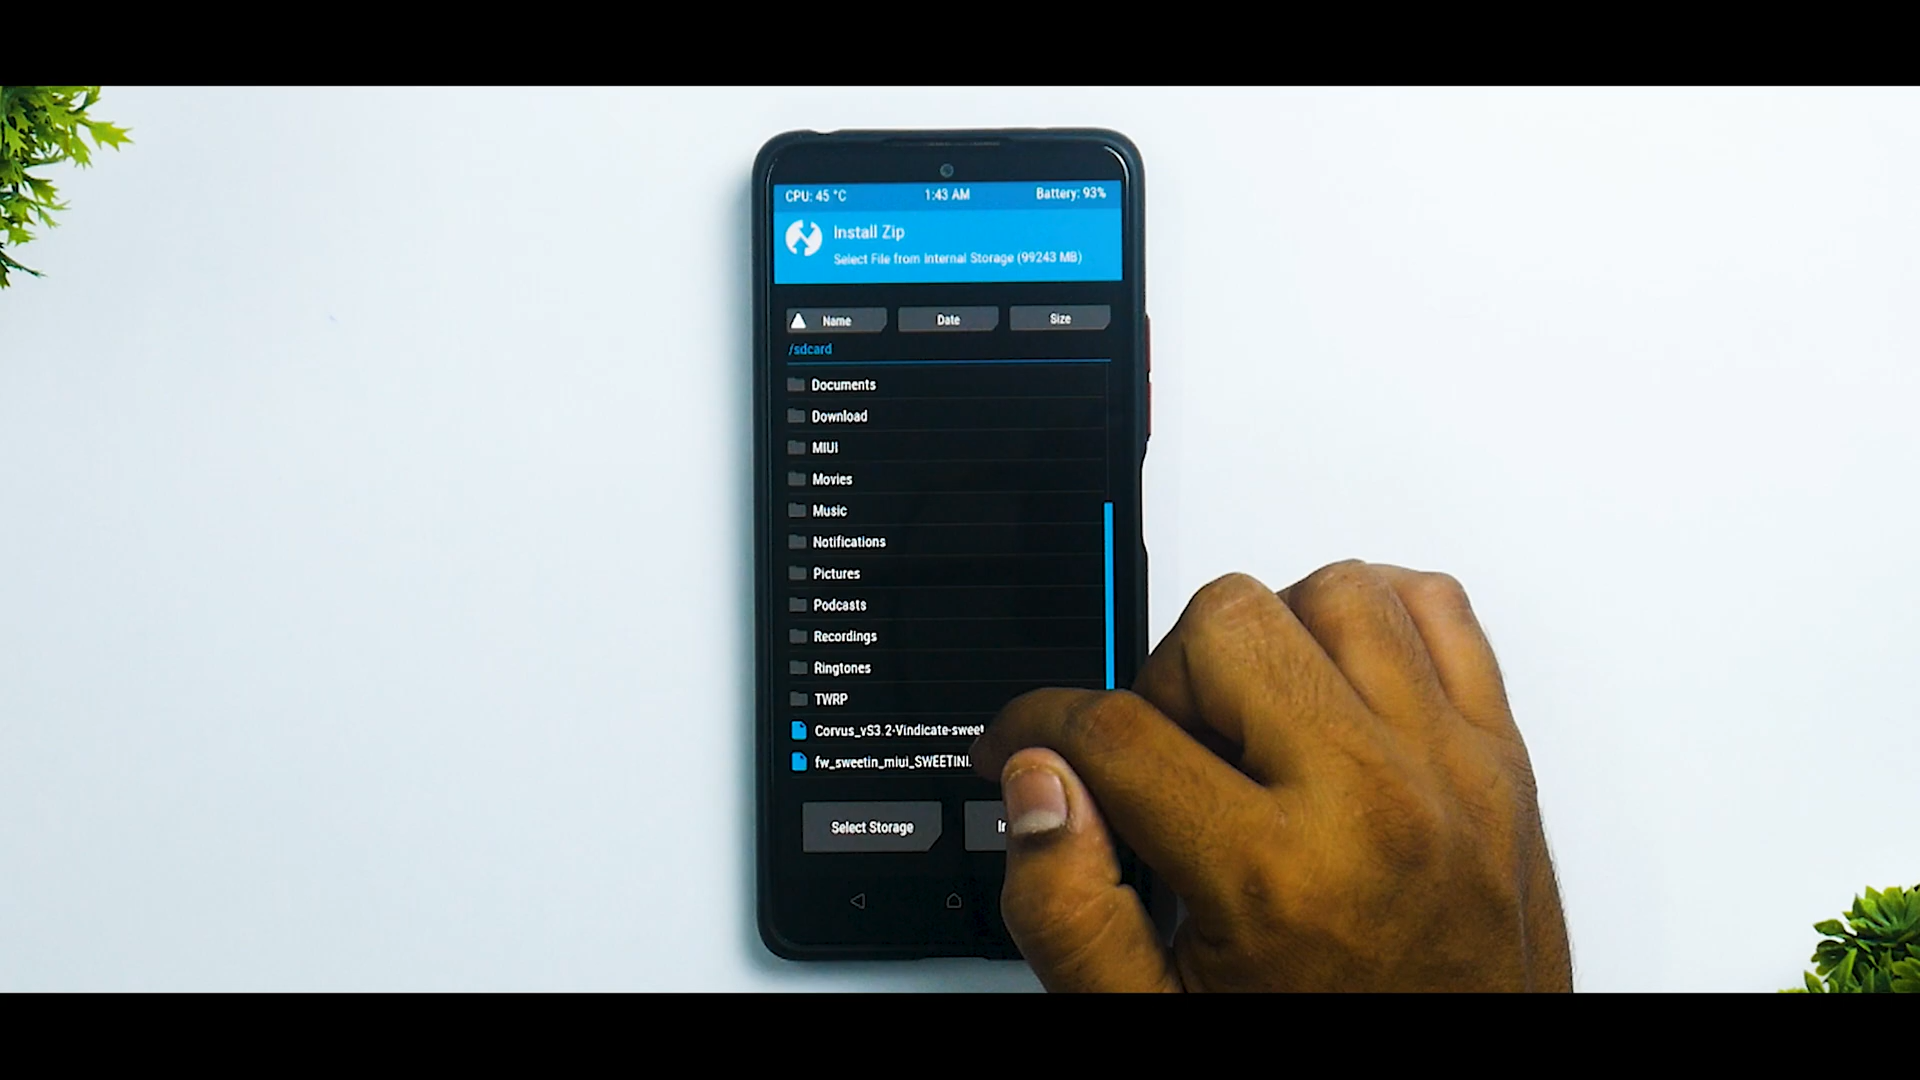 CPU: 45 °C 1:43 AM Battery: 93%
Install Zip
Select File from Internal Storage (99243 MB)
Name Date Size
/sdcard
Documents
Download
MIUI
Movies
Music
Notifications
Pictures
Podcasts
Recordings
Ringtones
TWRP
Corvus_vS3.2-Vindicate-sweet
fw_sweetin_miui_SWEETINI.
Select Storage